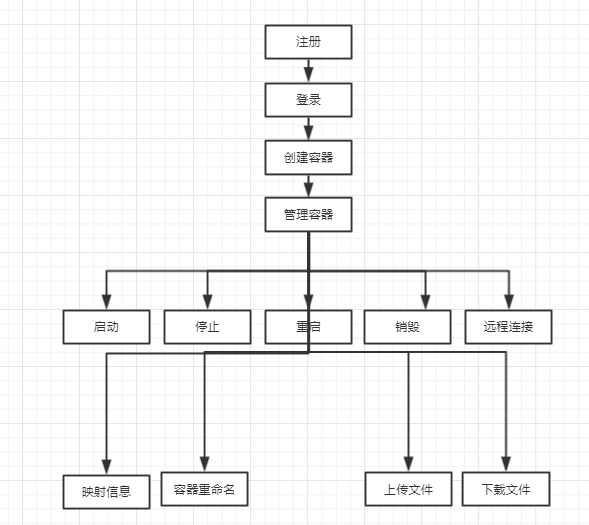 注册
登录
创建容器
管理容器
启动
停止
重启
销毁
远程连接
映射信息
容器重命名
上传文件
下载文件